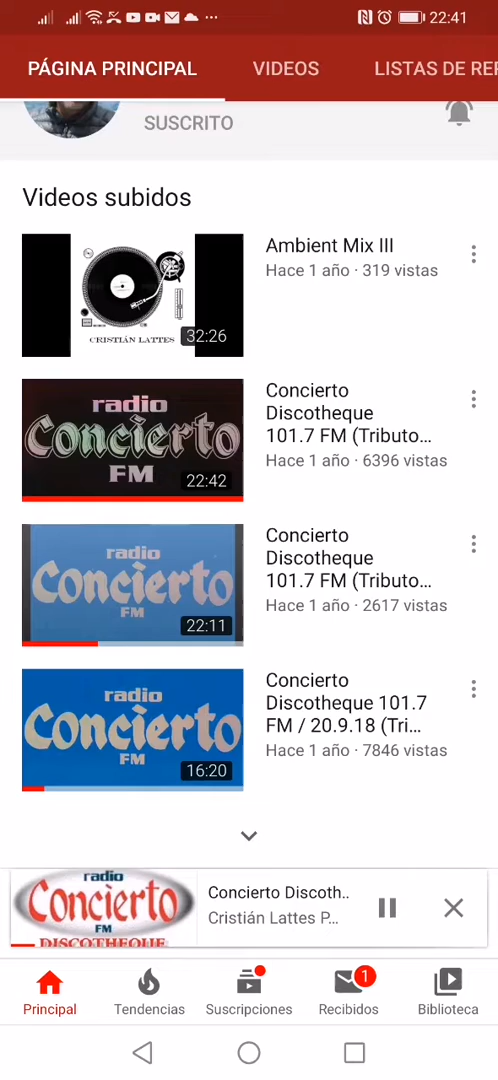 22:41
PÁGINA PRINCIPAL VIDEOS LISTAS DE REP
SUSCRITO
Videos subidos
CRISTIÁN LATTES
32:26
Ambient Mix III
Hace 1 año · 319 vistas
radio
Concierto
FM
22:42
Concierto
Discotheque
101.7 FM (Tributo...
Hace 1 año · 6396 vistas
radio
Concierto
FM
22:11
Concierto
Discotheque
101.7 FM (Tributo...
Hace 1 año · 2617 vistas
radio
Concierto
FM
16:20
Concierto
Discotheque 101.7
FM / 20.9.18 (Tri...
Hace 1 año · 7846 vistas
radio
Concierto
FM
DISCOTHEQUE
Concierto Discoth..
Cristián Lattes P...
1
Principal Tendencias Suscripciones Recibidos Biblioteca